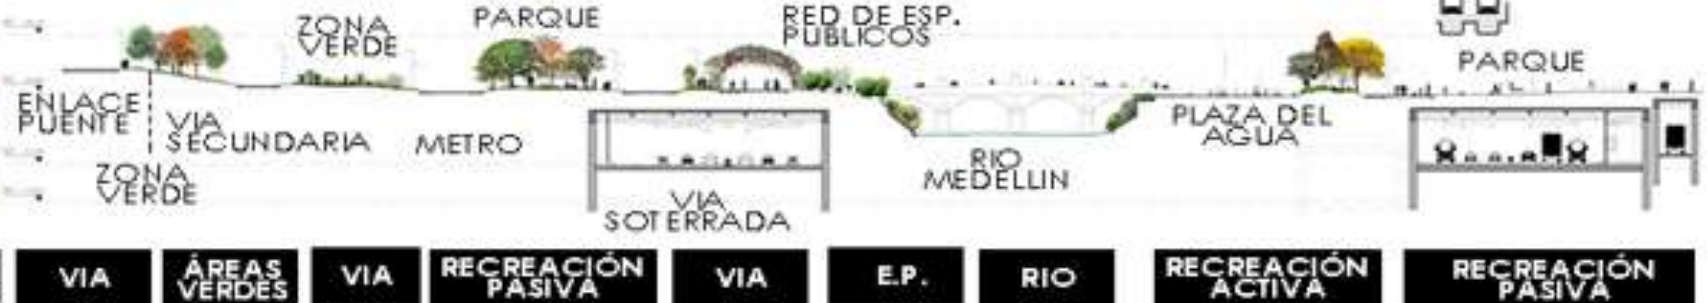 ZONA
VERDE
PARQUE
RED DE ESP.
PUBLICOS
PARQUE
ENLACE
PUENTE
VIA
SECUNDARIA
METRO
PLAZA DEL
AGUA
ZONA
VERDE
RIO
MEDELLIN
VIA
SOTERRADA
VIA
ÁREAS
VERDES
VIA
RECREACIÓN
PASIVA
VIA
E.P.
RIO
RECREACIÓN
ACTIVA
RECREACIÓN
PASIVA